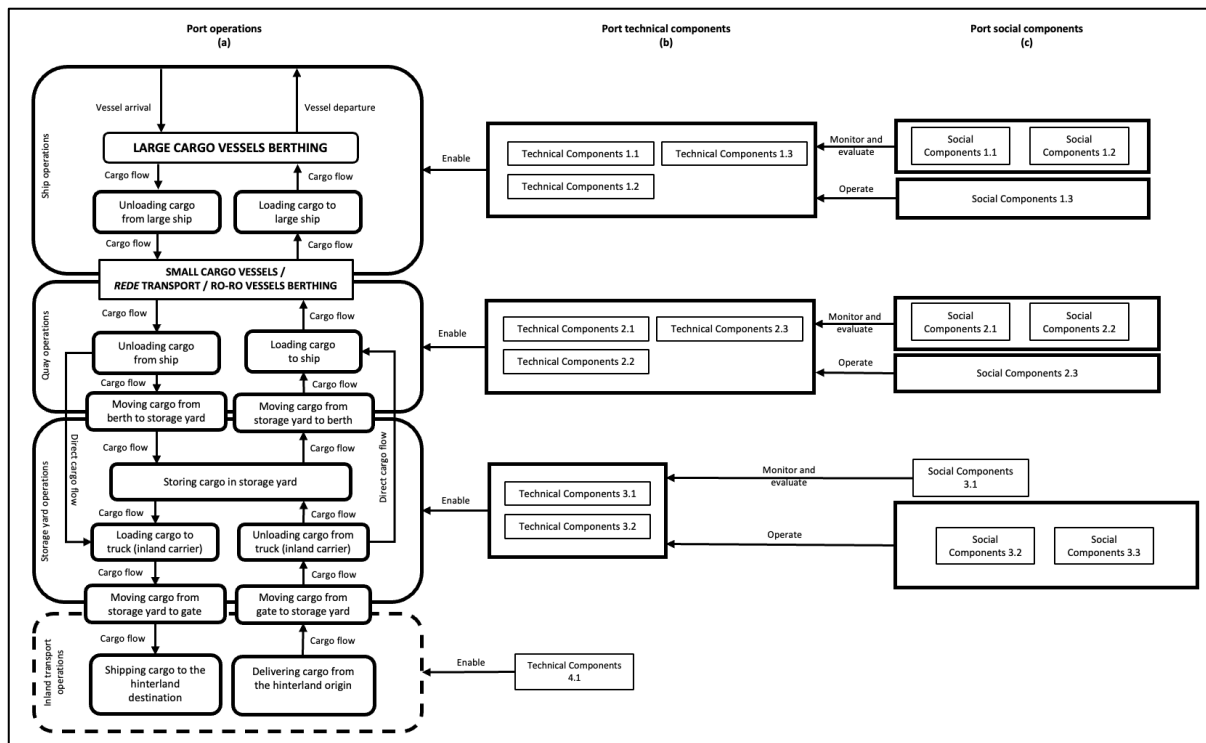 Port operations
(a)
Port technical components
(b)
Port social components
(c)
Ship operations
Vessel arrival
Vessel departure
LARGE CARGO VESSELS BERTHING
Cargo flow
Cargo flow
Unloading cargo
from large ship
Loading cargo to
large ship
Cargo flow
Cargo flow
SMALL CARGO VESSELS /
REDE TRANSPORT / RO-RO VESSELS BERTHING
Enable
Technical Components 1.1
Technical Components 1.3
Technical Components 1.2
Monitor and
evaluate
Operate
Social
Components 1.1
Social
Components 1.2
Social Components 1.3
Quay operations
Cargo flow
Cargo flow
Unloading cargo
from ship
Loading cargo
to ship
Cargo flow
Cargo flow
Moving cargo from
berth to storage yard
Moving cargo from
storage yard to berth
Enable
Technical Components 2.1
Technical Components 2.3
Technical Components 2.2
Monitor and
evaluate
Operate
Social
Components 2.1
Social
Components 2.2
Social Components 2.3
Storage yard operations
Direct cargo
flow
Direct cargo flow
Cargo flow
Cargo flow
Storing cargo in storage yard
Cargo flow
Cargo flow
Loading cargo to
truck (inland carrier)
Unloading cargo from
truck (inland carrier)
Cargo flow
Cargo flow
Moving cargo from
storage yard to gate
Moving cargo from
gate to storage yard
Enable
Technical Components 3.1
Technical Components 3.2
Monitor and
evaluate
Operate
Social Components
3.1
Social
Components 3.2
Social
Components 3.3
Inland transport
operations
Cargo flow
Cargo flow
Shipping cargo to the
hinterland
destination
Delivering cargo from
the hinterland origin
Enable
Technical Components
4.1